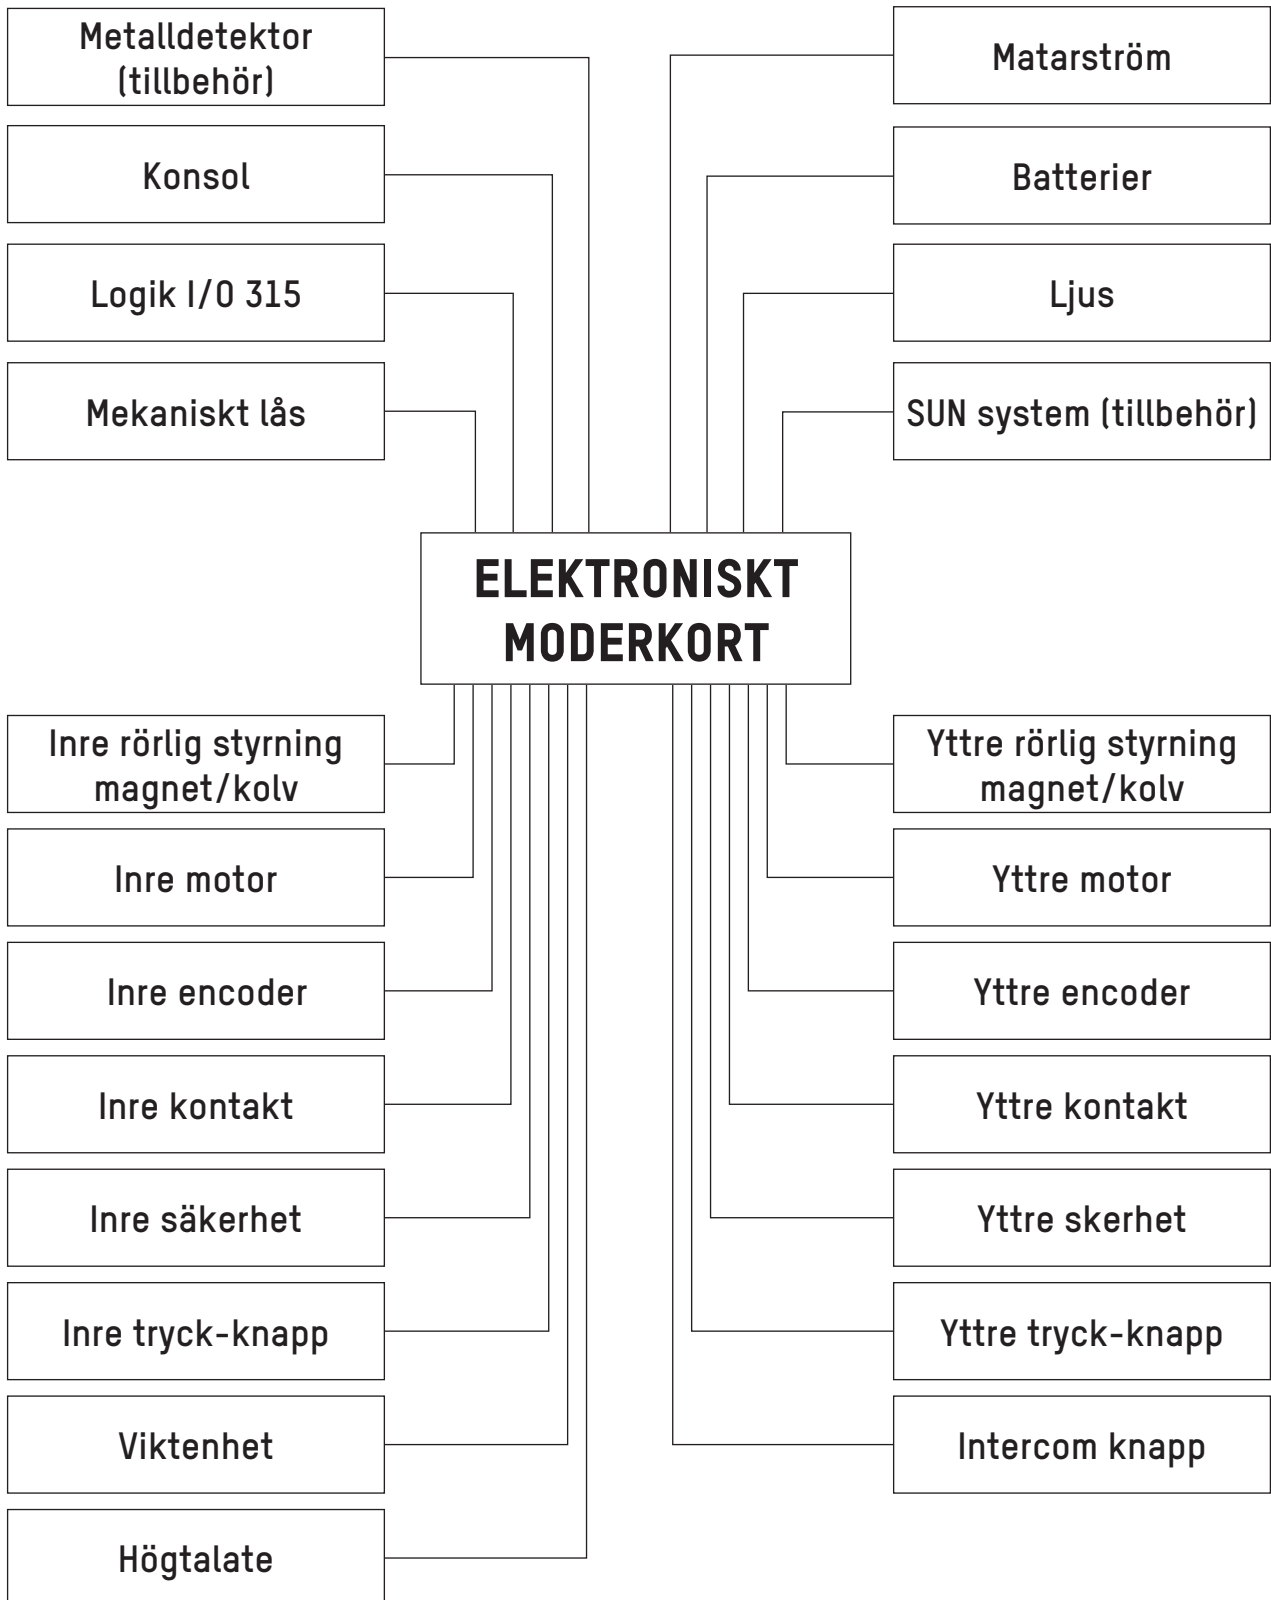 Metalldetektor
(tillbehör)
Konsol
Logik I/O 315
Mekaniskt lås
Matarström
Batterier
Ljus
SUN system (tillbehör)
ELEKTRONISKT
MODERKORT
Inre rörlig styrning
magnet/kolv
Inre motor
Inre encoder
Inre kontakt
Inre säkerhet
Inre tryck-knapp
Viktenhet
Högtalate
Yttre rörlig styrning
magnet/kolv
Yttre motor
Yttre encoder
Yttre kontakt
Yttre skerhet
Yttre tryck-knapp
Intercom knapp